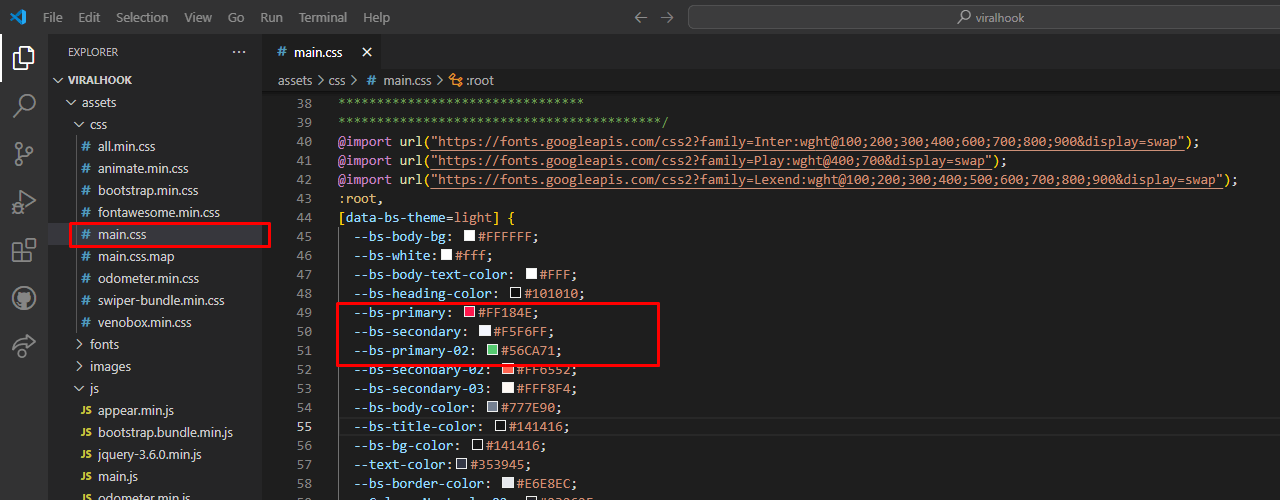 File Edit Selection View Go Run Terminal Help
viralhook
EXPLORER
VIRALHOOK
assets
css
# all.min.css
# animate.min.css
# bootstrap.min.css
# fontawesome.min.css
# main.css
# main.css.map
# odometer.min.css
# swiper-bundle.min.css
# venobox.min.css
fonts
images
js
JS appear.min.js
JS bootstrap.bundle.min.js
JS jquery-3.6.0.min.js
JS main.js
JS odometer.min.js
# main.css
assets > css > # main.css > :root
38 ********************************
39 ******************************************/
40 @import url("https://fonts.googleapis.com/css2?family=Inter:wght@100;200;300;400;600;700;800;900&display=swap");
41 @import url("https://fonts.googleapis.com/css2?family=Play:wght@400;700&display=swap");
42 @import url("https://fonts.googleapis.com/css2?family=Lexend:wght@100;200;300;400;500;600;700;800;900&display=swap");
43 :root,
44 [data-bs-theme=light] {
45 --bs-body-bg: #FFFFFF;
46 --bs-white: #fff;
47 --bs-body-text-color: #FFF;
48 --bs-heading-color: #101010;
49 --bs-primary: #FF184E;
50 --bs-secondary: #F5F6FF;
51 --bs-primary-02: #56CA71;
52 --bs-secondary-02: #FF6552;
53 --bs-secondary-03: #FFF8F4;
54 --bs-body-color: #777E90;
55 --bs-title-color: #141416;
56 --bs-bg-color: #141416;
57 --text-color: #353945;
58 --bs-border-color: #E6E8EC;